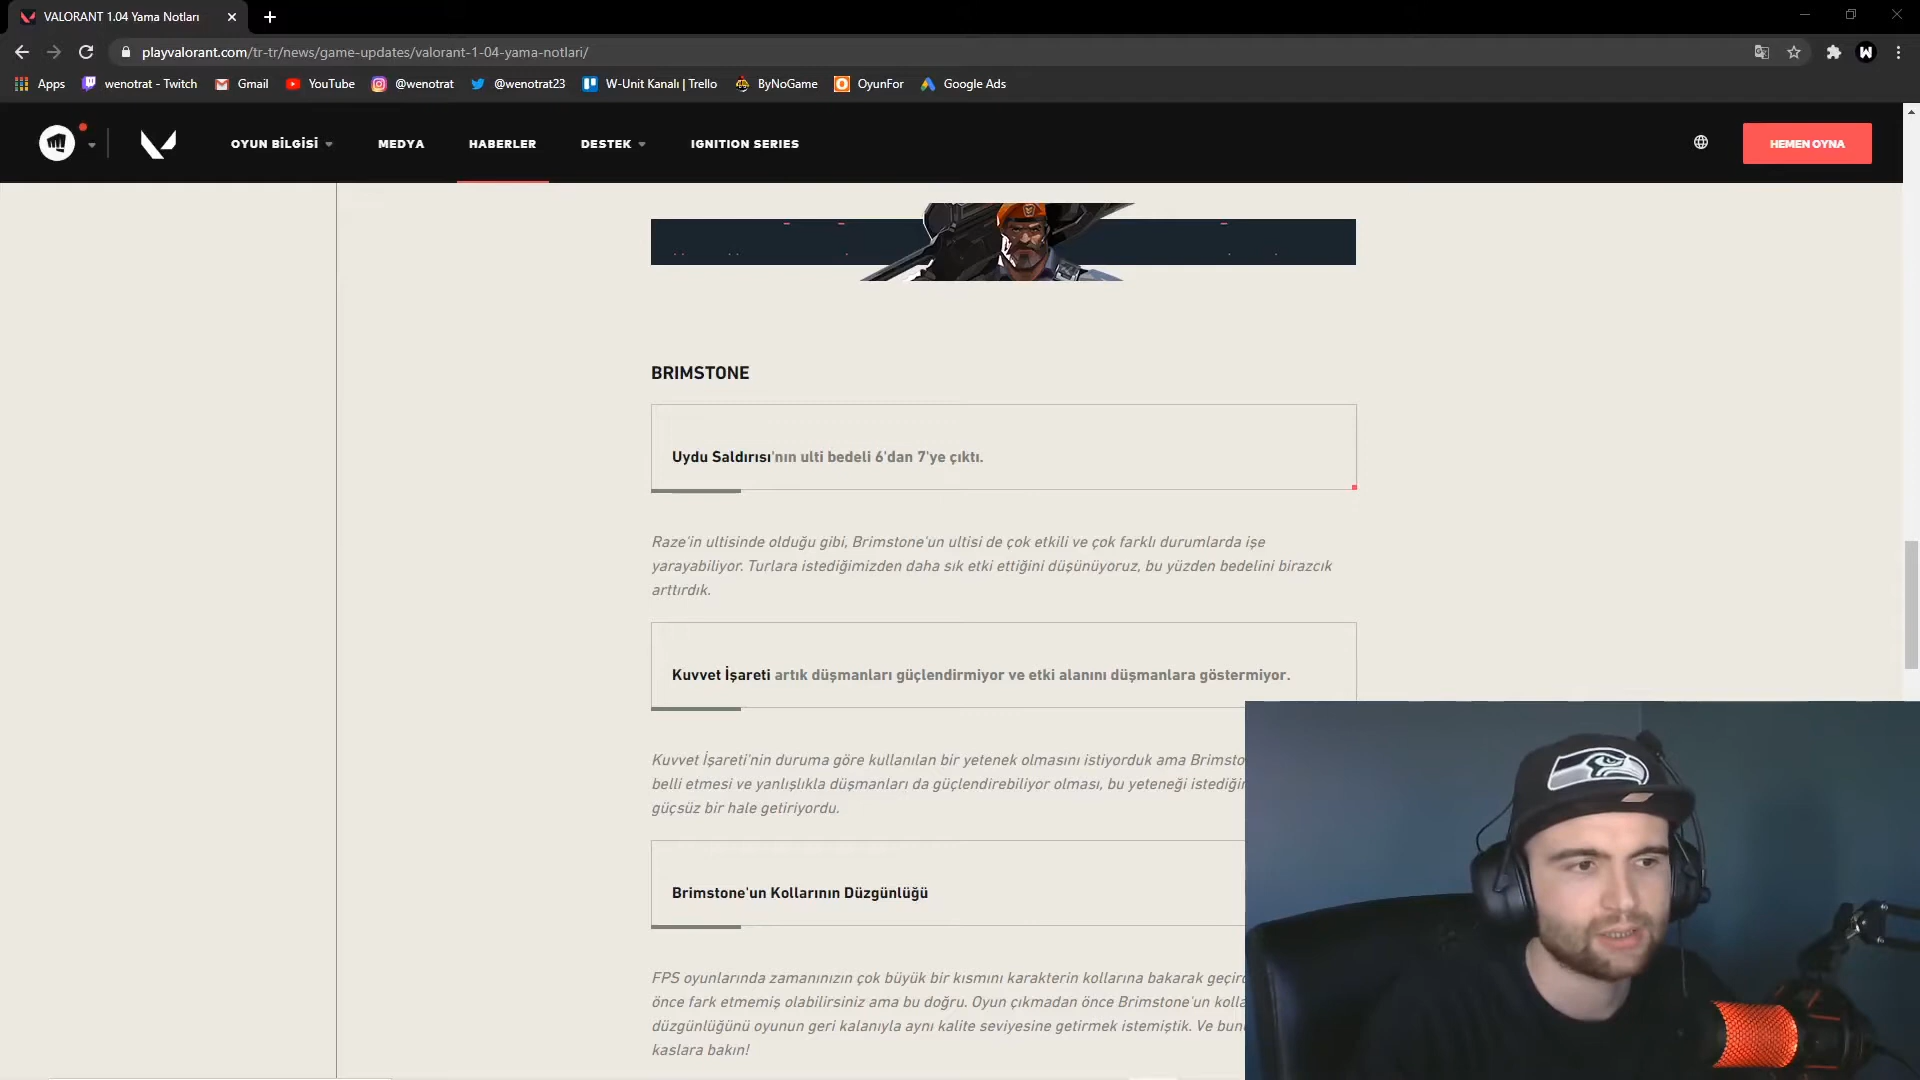 VALORANT 1.04 Yama Notları
playvalorant.com/tr-tr/news/game-updates/valorant-1-04-yama-notlari/
Apps wenotrat - Twitch Gmail YouTube @wenotrat @wenotrat23 W-Unit Kanalı | Trello ByNoGame OyunFor Google Ads
OYUN BİLGİSİ MEDYA HABERLER DESTEK IGNITION SERIES HEMEN OYNA
BRIMSTONE
Uydu Saldırısı'nın ulti bedeli 6'dan 7'ye çıktı.
Raze'in ultisinde olduğu gibi, Brimstone'un ultisi de çok etkili ve çok farklı durumlarda işe
yarayabiliyor. Turlara istediğimizden daha sık etki ettiğini düşünüyoruz, bu yüzden bedelini birazcık
arttırdık.
Kuvvet İşareti artık düşmanları güçlendirmiyor ve etki alanını düşmanlara göstermiyor.
Kuvvet İşareti'nin duruma göre kullanılan bir yetenek olmasını istiyorduk ama
belli etmesi ve yanlışlıkla düşmanları da güçlendirebiliyor olması, bu yeteneği
güçsüz bir hale getiriyordu.
Brimstone'un Kollarının Düzgünlüğü
FPS oyunlarında zamanınızın çok büyük bir kısmını karakterin kollarına bakarak
önce fark etmemiş olabilirsiniz ama bu doğru. Oyun çıkmadan önce Brimstone'un
düzgünlüğünü oyunun geri kalanıyla aynı kalite seviyesine getirmek istemiştik. Ve
kaslara bakın!